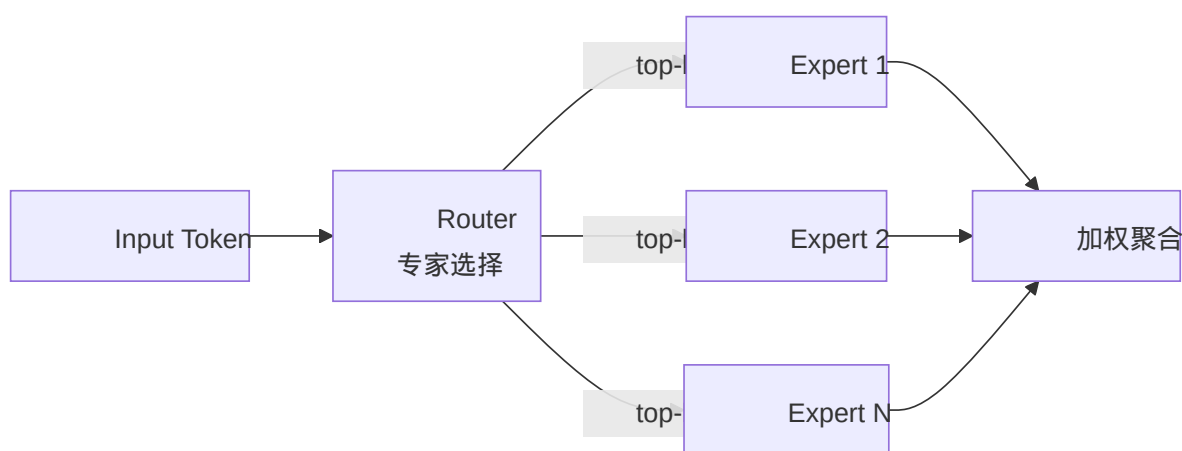 Input Token
Router
专家选择
top-
Expert 1
top-
Expert 2
top-
Expert N
加权聚合